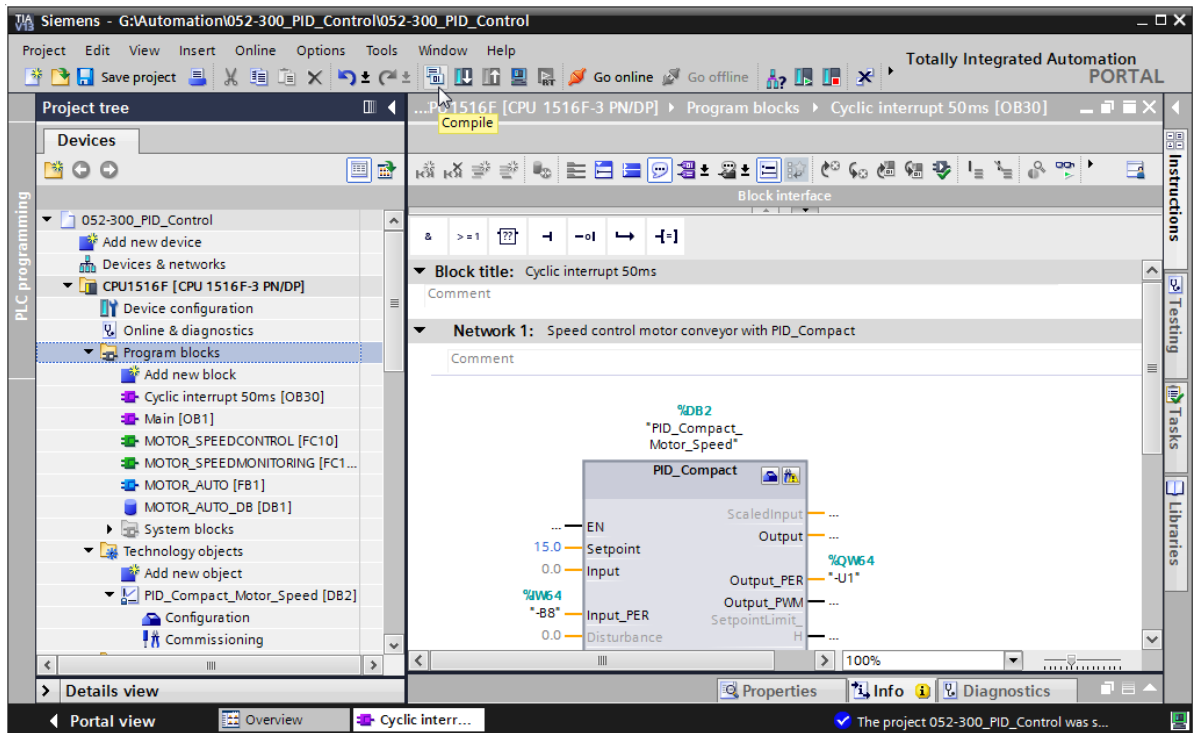 Siemens - G:\Automation\052-300_PID_Control\052-300_PID_Control
Project Edit View Insert Online Options Tools Window Help
Totally Integrated Automation
PORTAL
Save project
Go online
Go offline
Project tree
...PU1516F [CPU 1516F-3 PN/DP] Program blocks Cyclic interrupt 50ms [OB30]
Compile
Devices
Block interface
PLC programming
052-300_PID_Control
Add new device
Devices & networks
CPU1516F [CPU 1516F-3 PN/DP]
Device configuration
Online & diagnostics
Program blocks
Add new block
Cyclic interrupt 50ms [OB30]
Main [OB1]
MOTOR_SPEEDCONTROL [FC10]
MOTOR_SPEEDMONITORING [FC1...
MOTOR_AUTO [FB1]
MOTOR_AUTO_DB [DB1]
System blocks
Technology objects
Add new object
PID_Compact_Motor_Speed [DB2]
Configuration
Commissioning
Details view
& >=1 ?? -o| -[=]
Block title: Cyclic interrupt 50ms
Comment
Network 1: Speed control motor conveyor with PID_Compact
Comment
%DB2
"PID_Compact_
Motor_Speed"
PID_Compact
ScaledInput ...
... EN
Output ...
15.0 Setpoint
%QW64
0.0 Input
Output_PER "-U1"
%IW64
Output_PWM ...
"-B8" Input_PER
SetpointLimit_
H ...
0.0 Disturbance
100%
Properties Info Diagnostics
Instructions
Testing
Tasks
Libraries
Portal view Overview Cyclic interr... The project 052-300_PID_Control was s...